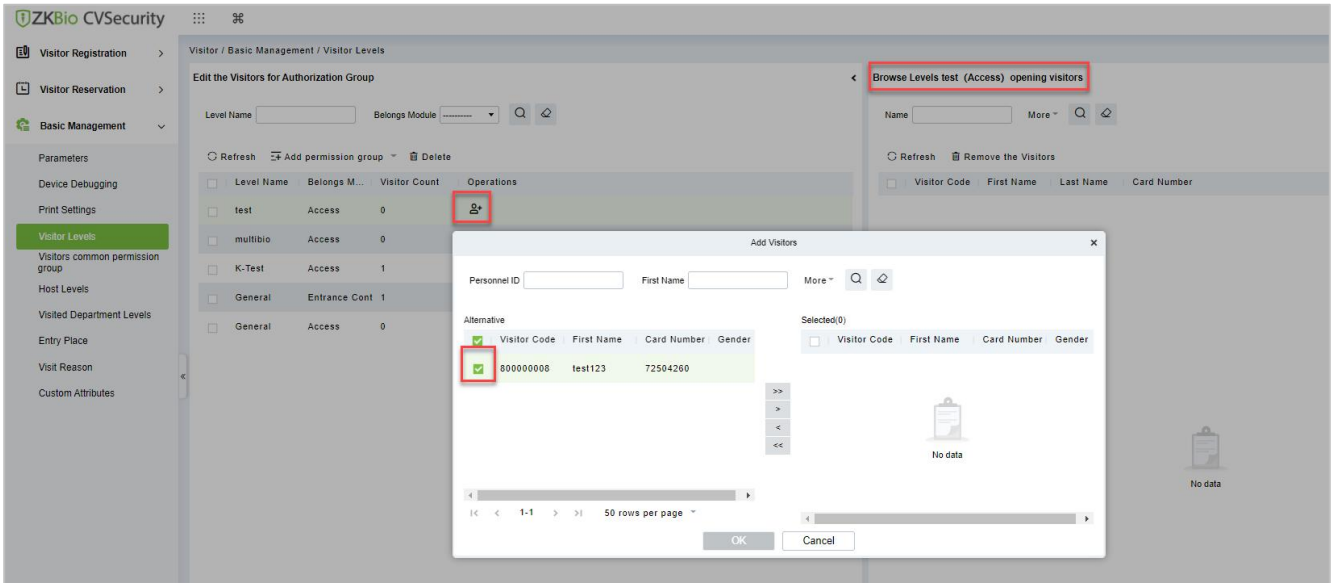 ZKBio CVSecurity
Visitor Registration
Visitor Reservation
Basic Management
Parameters
Device Debugging
Print Settings
Visitor Levels
Visitors common permission
group
Host Levels
Visited Department Levels
Entry Place
Visit Reason
Custom Attributes
Visitor / Basic Management / Visitor Levels
Edit the Visitors for Authorization Group
Level Name
Belongs Module ----------
Refresh Add permission group Delete
Level Name Belongs M... Visitor Count Operations
test Access 0
multibio Access 0
K-Test Access 1
General Entrance Cont 1
General Access 0
Browse Levels test (Access) opening visitors
Name More
Refresh Remove the Visitors
Visitor Code First Name Last Name Card Number
No data
Add Visitors
Personnel ID First Name More
Alternative
Visitor Code First Name Card Number Gender
800000008 test123 72504260
>>
>
<
<<
1-1 50 rows per page
Selected(0)
Visitor Code First Name Card Number Gender
No data
OK Cancel